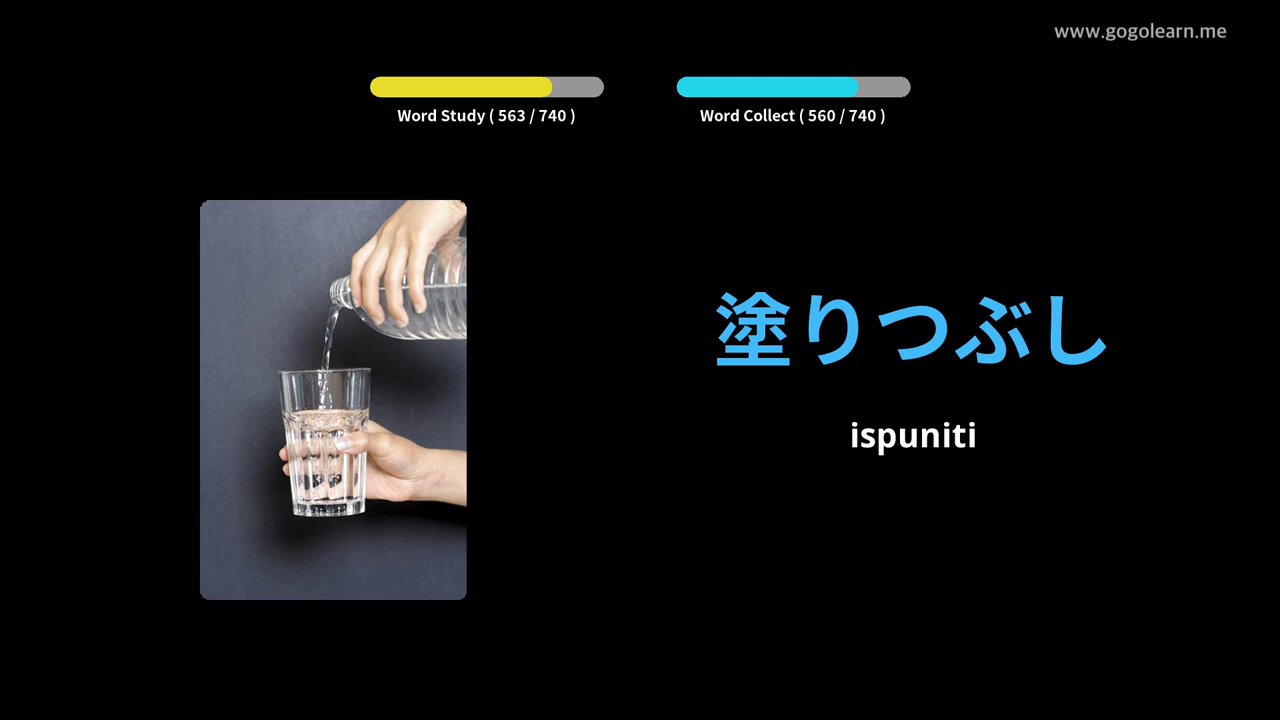 www.gogolearn.me
Word Study ( 563 / 740 )
Word Collect ( 560 / 740 )
塗りつぶし
ispuniti